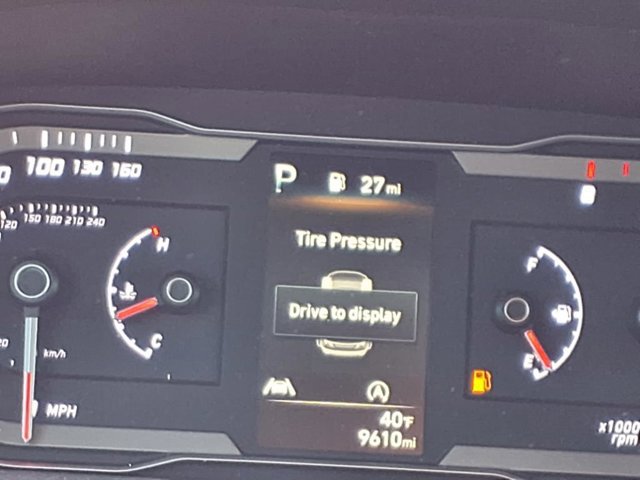 P 27mi
100 130 160
120 150 180 210 240
Tire Pressure
H
F
Drive to display
C
E
km/h
MPH
40°F
9610mi
x1000
rpm